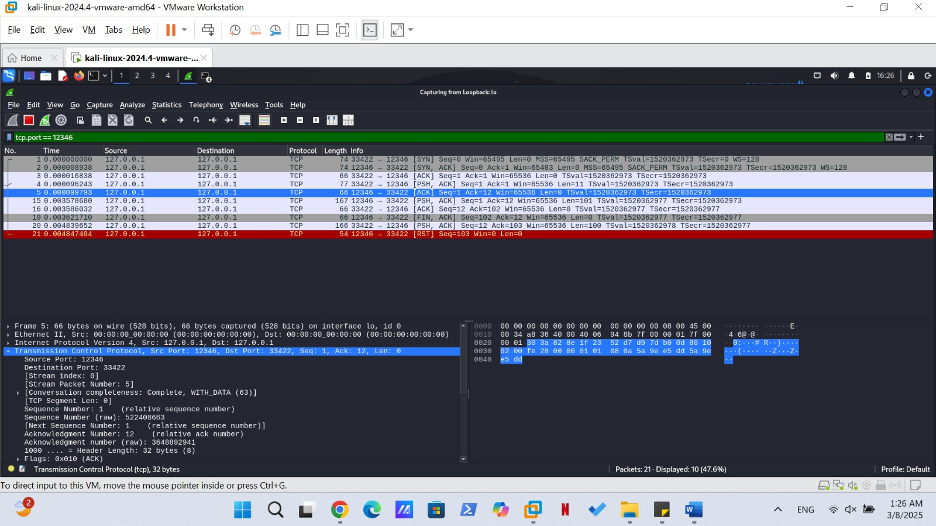 kali-linux-2024.4-vmware-amd64 - VMware Workstation
File Edit View VM Tabs Help
Home kali-linux-2024.4-vmware-...
1 2 3 4 16:26
Capturing from Loopback: lo
File Edit View Go Capture Analyze Statistics Telephony Wireless Tools Help
tcp.port == 12346
No. Time Source Destination Protocol Length Info
1 0.000000000 127.0.0.1 127.0.0.1 TCP 74 33422 → 12346 [SYN] Seq=0 Win=65495 Len=0 MSS=65495 SACK_PERM TSval=1520362973 TSecr=0 WS=128
2 0.000008938 127.0.0.1 127.0.0.1 TCP 74 12346 → 33422 [SYN, ACK] Seq=0 Ack=1 Win=65483 Len=0 MSS=65495 SACK_PERM TSval=1520362973 TSecr=1520362973 WS=128
3 0.000016838 127.0.0.1 127.0.0.1 TCP 66 33422 → 12346 [ACK] Seq=1 Ack=1 Win=65536 Len=0 TSval=1520362973 TSecr=1520362973
4 0.000096243 127.0.0.1 127.0.0.1 TCP 77 33422 → 12346 [PSH, ACK] Seq=1 Ack=1 Win=65536 Len=11 TSval=1520362973 TSecr=1520362973
5 0.000099793 127.0.0.1 127.0.0.1 TCP 66 12346 → 33422 [ACK] Seq=1 Ack=12 Win=65536 Len=0 TSval=1520362973 TSecr=1520362973
15 0.003578680 127.0.0.1 127.0.0.1 TCP 167 12346 → 33422 [PSH, ACK] Seq=1 Ack=12 Win=65536 Len=101 TSval=1520362977 TSecr=1520362973
16 0.003586032 127.0.0.1 127.0.0.1 TCP 66 33422 → 12346 [ACK] Seq=12 Ack=102 Win=65536 Len=0 TSval=1520362977 TSecr=1520362977
19 0.003621710 127.0.0.1 127.0.0.1 TCP 66 12346 → 33422 [FIN, ACK] Seq=102 Ack=12 Win=65536 Len=0 TSval=1520362977 TSecr=1520362977
20 0.004839652 127.0.0.1 127.0.0.1 TCP 166 33422 → 12346 [PSH, ACK] Seq=12 Ack=103 Win=65536 Len=100 TSval=1520362978 TSecr=1520362977
21 0.004847404 127.0.0.1 127.0.0.1 TCP 54 12346 → 33422 [RST] Seq=103 Win=0 Len=0
Frame 5: 66 bytes on wire (528 bits), 66 bytes captured (528 bits) on interface lo, id 0
Ethernet II, Src: 00:00:00_00:00:00 (00:00:00:00:00:00), Dst: 00:00:00_00:00:00 (00:00:00:00:00:00)
Internet Protocol Version 4, Src: 127.0.0.1, Dst: 127.0.0.1
Transmission Control Protocol, Src Port: 12346, Dst Port: 33422, Seq: 1, Ack: 12, Len: 0
Source Port: 12346
Destination Port: 33422
[Stream index: 0]
[Stream Packet Number: 5]
[Conversation completeness: Complete, WITH_DATA (63)]
[TCP Segment Len: 0]
Sequence Number: 1 (relative sequence number)
Sequence Number (raw): 522408663
[Next Sequence Number: 1 (relative sequence number)]
Acknowledgment Number: 12 (relative ack number)
Acknowledgment number (raw): 3648892941
1000 .... = Header Length: 32 bytes (8)
Flags: 0x010 (ACK)
0000 00 00 00 00 00 00 00 00 00 00 00 00 08 00 45 00
0010 00 34 a8 36 40 00 40 06 94 8b 7f 00 00 01 7f 00
0020 00 01 30 3a 82 8e 1f 23 52 d7 d9 7d b0 0d 80 10
0030 02 00 fe 28 00 00 01 01 08 0a 5a 9e e5 dd 5a 9e
0040 e5 dd
Transmission Control Protocol (tcp), 32 bytes Packets: 21 · Displayed: 10 (47.6%) Profile: Default
To direct input to this VM, move the mouse pointer inside or press Ctrl+G.
2 ENG 1:26 AM
3/8/2025